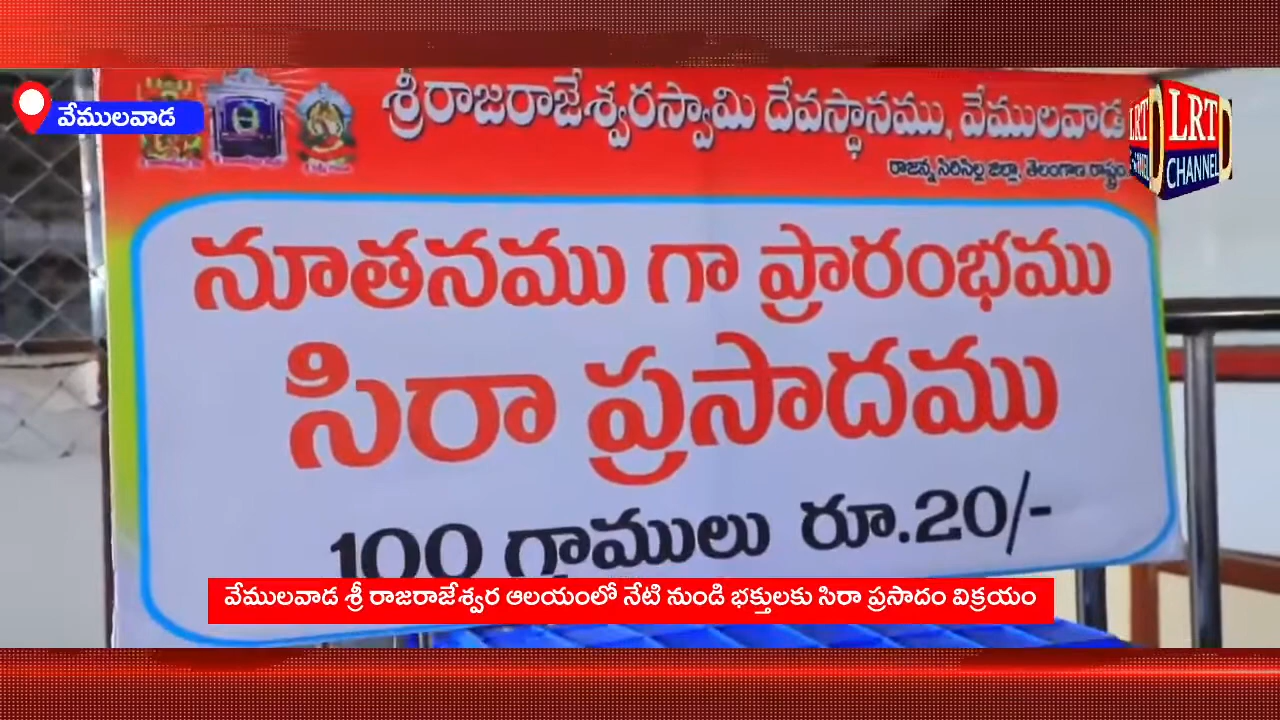 శ్రీరాజరాజేశ్వరస్వామి దేవస్థానము, వేములవాడ
వేములవాడ
LRT
CHANNEL
రాజన్న సిరిసిల్ల జిల్లా, తెలంగాణ రాష్ట్రం.
నూతనము గా ప్రారంభము
సిరా ప్రసాదము
100 గ్రాములు రూ.20/-
వేములవాడ శ్రీ రాజరాజేశ్వర ఆలయంలో నేటి నుండి భక్తులకు సిరా ప్రసాదం విక్రయం